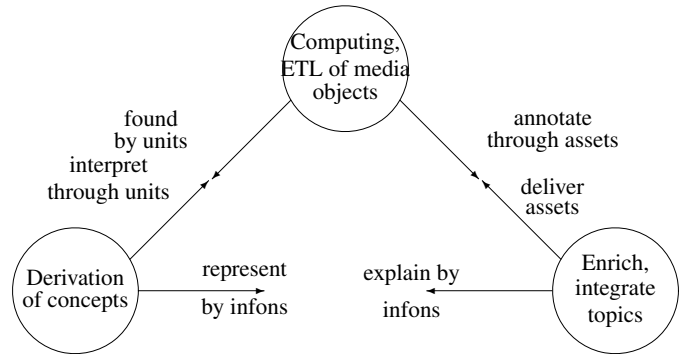 Computing,
ETL of media
objects
found
by units
interpret
through units
annotate
through assets
deliver
assets
Derivation
of concepts
represent
by infons
explain by
infons
Enrich,
integrate
topics